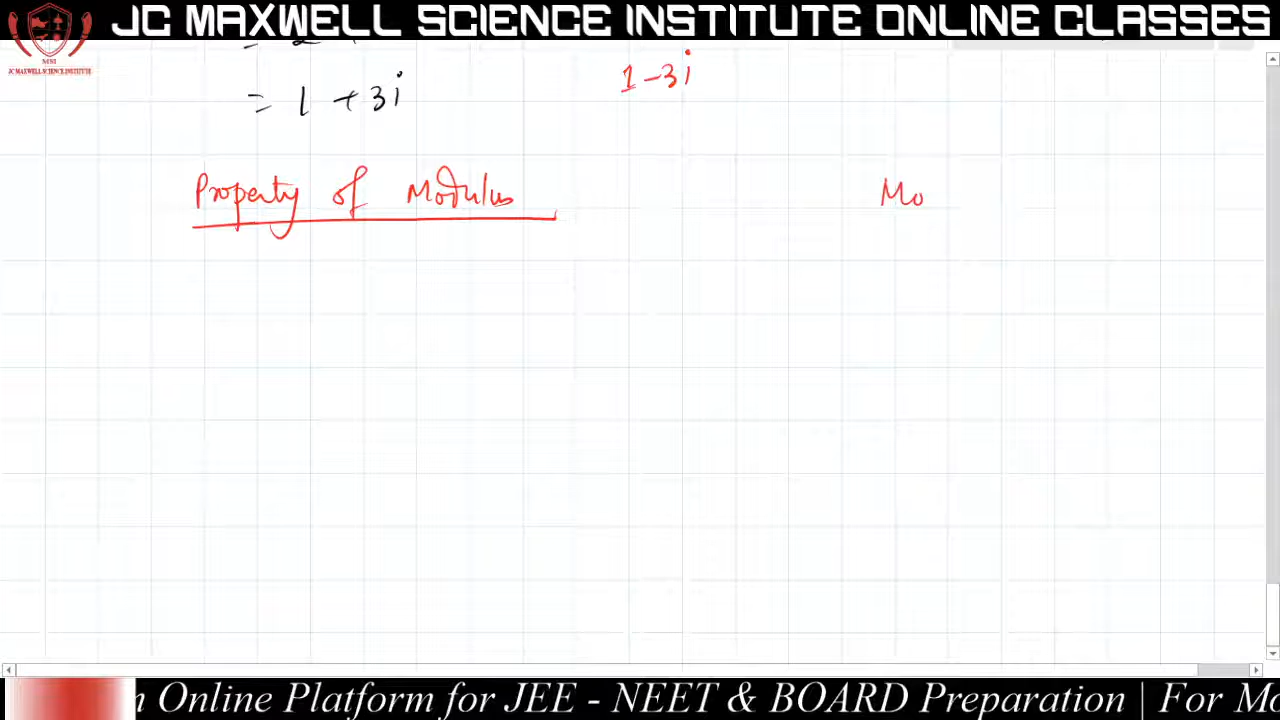 JC MAXWELL SCIENCE INSTITUTE ONLINE CLASSES
MSI
JC MAXWELL SCIENCE INSTITUTE
1 - 3i
= 1 + 3i
Property of Modulus
Mo
n Online Platform for JEE - NEET & BOARD Preparation | For Mo